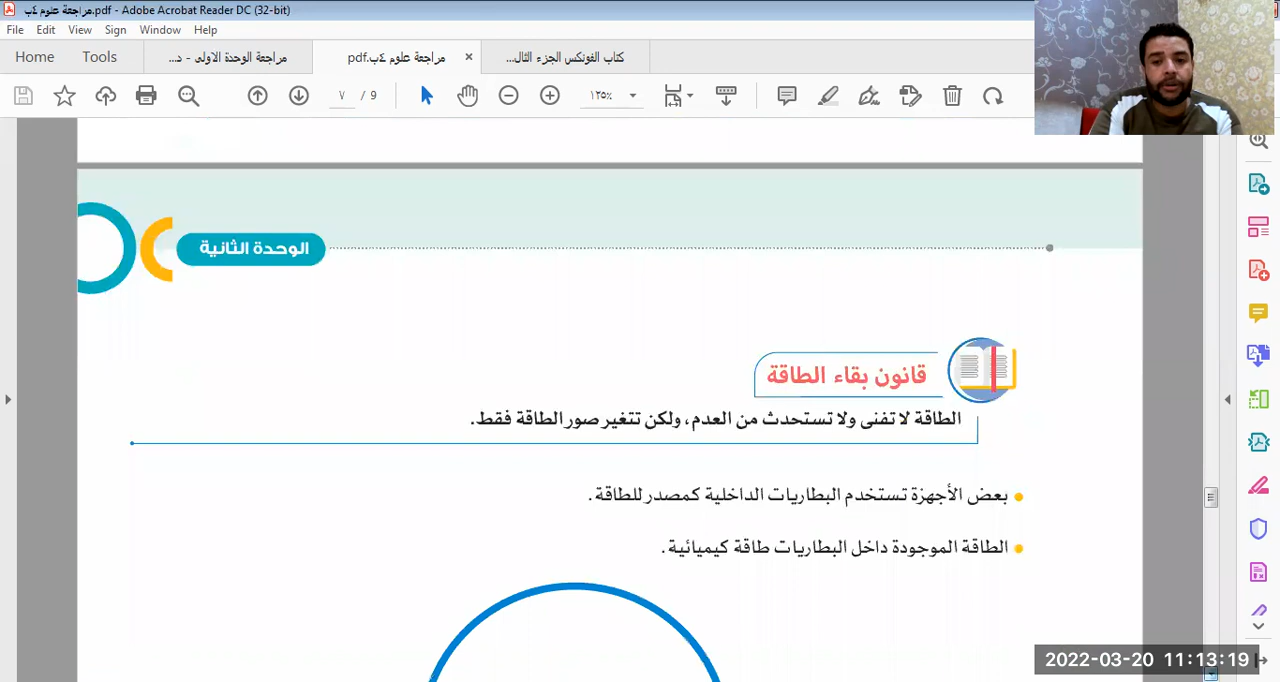 مراجعة علوم ٤ب.pdf - Adobe Acrobat Reader DC (32-bit)
File Edit View Sign Window Help
Home Tools مراجعة الوحدة الاولى - د... مراجعة علوم ٤ب.pdf × كتاب الفونكس الجزء الثال...
٧ / 9 ١٢٥%
الوحدة الثانية
قانون بقاء الطاقة
الطاقة لا تفنى ولا تستحدث من العدم، ولكن تتغير صور الطاقة فقط.
بعض الأجهزة تستخدم البطاريات الداخلية كمصدر للطاقة.
الطاقة الموجودة داخل البطاريات طاقة كيميائية.
2022-03-20 11:13:19